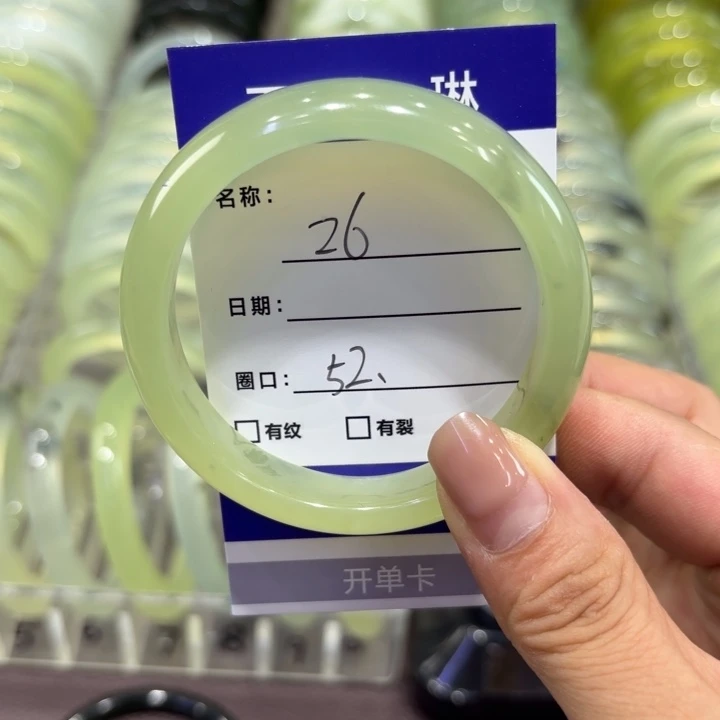 琳
名称: 26
日期:
圈口: 52、
□有纹 □有裂
开单卡